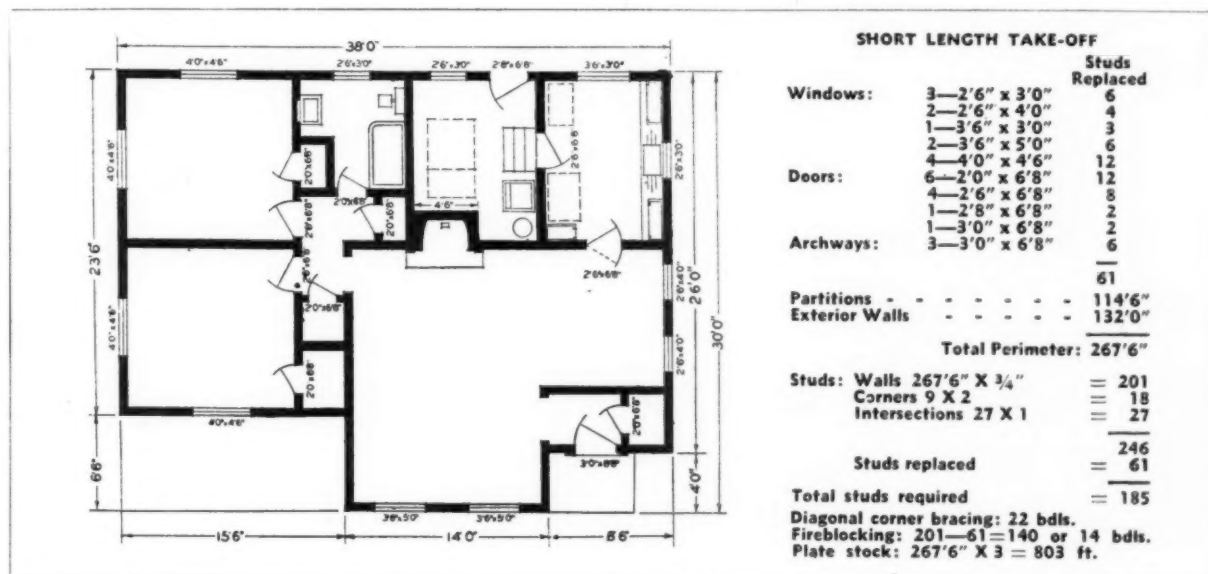 38'0"
4'0"x4'6"
2'6"x3'0"
2'6"x3'0"
2'8"x6'8"
3'6"x3'0"
4'0"x4'6"
2'0"x6'8"
2'6"x6'8"
2'6"x3'0"
2'0"x6'8"
2'6"x6'8"
2'0"x6'8"
4'6"
23'6"
2'6"x6'8"
2'6"x6'8"
2'6"x4'0"
26'0"
30'0"
4'0"x4'6"
2'0"x6'8"
2'6"x4'0"
2'0"x6'8"
2'0"x6'8"
4'0"x4'6"
6'6"
4'0"
3'6"x5'0"
3'6"x5'0"
15'6"
14'0"
8'6"
SHORT LENGTH TAKE-OFF
Studs
Replaced
Windows: 3—2'6" x 3'0" 6
2—2'6" x 4'0" 4
1—3'6" x 3'0" 3
2—3'6" x 5'0" 6
4—4'0" x 4'6" 12
Doors: 6—2'0" x 6'8" 12
4—2'6" x 6'8" 8
1—2'8" x 6'8" 2
1—3'0" x 6'8" 2
Archways: 3—3'0" x 6'8" 6
61
Partitions - - - - - - 114'6"
Exterior Walls - - - - - 132'0"
Total Perimeter: 267'6"
Studs: Walls 267'6" X ¾" = 201
Corners 9 X 2 = 18
Intersections 27 X 1 = 27
246
Studs replaced = 61
Total studs required = 185
Diagonal corner bracing: 22 bdls.
Fireblocking: 201—61=140 or 14 bdls.
Plate stock: 267'6" X 3 = 803 ft.